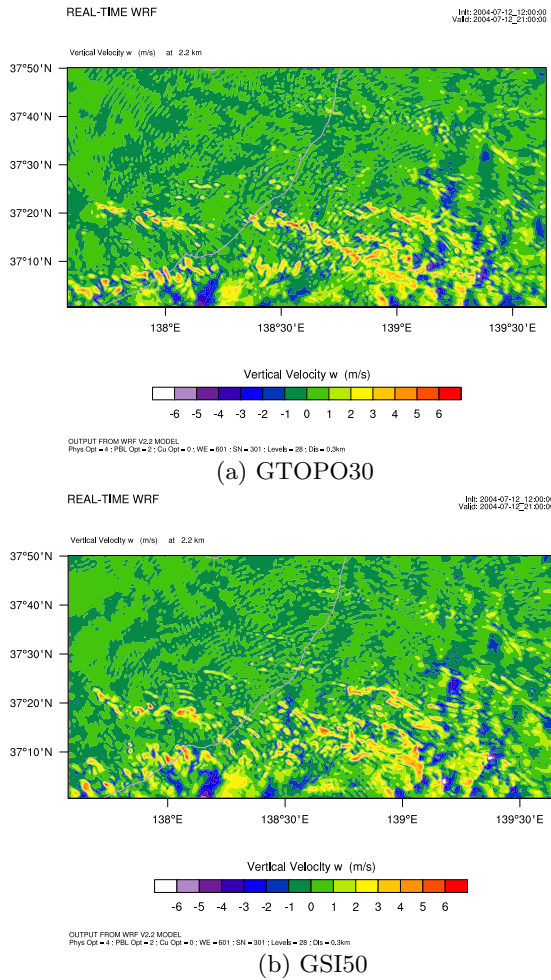 REAL-TIME WRF
Init: 2004-07-12_12:00:00
Valid: 2004-07-12_21:00:00
Vertical Velocity w (m/s) at 2.2 km
37°50'N
37°40'N
37°30'N
37°20'N
37°10'N
138°E 138°30'E 139°E 139°30'E
Vertical Velocity w (m/s)
-6 -5 -4 -3 -2 -1 0 1 2 3 4 5 6
OUTPUT FROM WRF V2.2 MODEL
Phys Opt = 4 ; PBL Opt = 2 ; Cu Opt = 0 ; WE = 601 ; SN = 301 ; Levels = 28 ; Dis = 0.3km
(a) GTOPO30
REAL-TIME WRF
Init: 2004-07-12_12:00:00
Valid: 2004-07-12_21:00:00
Vertical Velocity w (m/s) at 2.2 km
37°50'N
37°40'N
37°30'N
37°20'N
37°10'N
138°E 138°30'E 139°E 139°30'E
Vertical Velocity w (m/s)
-6 -5 -4 -3 -2 -1 0 1 2 3 4 5 6
OUTPUT FROM WRF V2.2 MODEL
Phys Opt = 4 ; PBL Opt = 2 ; Cu Opt = 0 ; WE = 601 ; SN = 301 ; Levels = 28 ; Dis = 0.3km
(b) GSI50